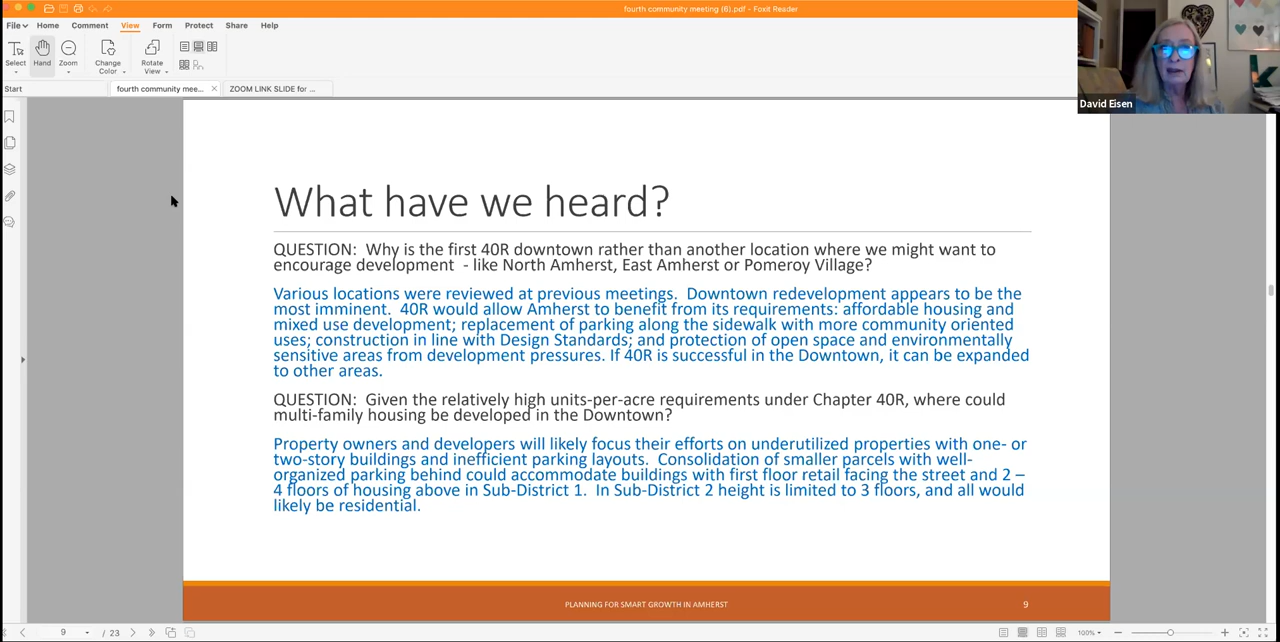 fourth community meeting (6).pdf - Foxit Reader
File Home Comment View Form Protect Share Help
Select Hand Zoom Change Color Rotate View
Start fourth community mee... ZOOM LINK SLIDE for ...
David Eisen
What have we heard?
QUESTION: Why is the first 40R downtown rather than another location where we might want to
encourage development - like North Amherst, East Amherst or Pomeroy Village?
Various locations were reviewed at previous meetings. Downtown redevelopment appears to be the
most imminent. 40R would allow Amherst to benefit from its requirements: affordable housing and
mixed use development; replacement of parking along the sidewalk with more community oriented
uses; construction in line with Design Standards; and protection of open space and environmentally
sensitive areas from development pressures. If 40R is successful in the Downtown, it can be expanded
to other areas.
QUESTION: Given the relatively high units-per-acre requirements under Chapter 40R, where could
multi-family housing be developed in the Downtown?
Property owners and developers will likely focus their efforts on underutilized properties with one- or
two-story buildings and inefficient parking layouts. Consolidation of smaller parcels with well-
organized parking behind could accommodate buildings with first floor retail facing the street and 2 –
4 floors of housing above in Sub-District 1. In Sub-District 2 height is limited to 3 floors, and all would
likely be residential.
PLANNING FOR SMART GROWTH IN AMHERST 9
9 / 23 100%